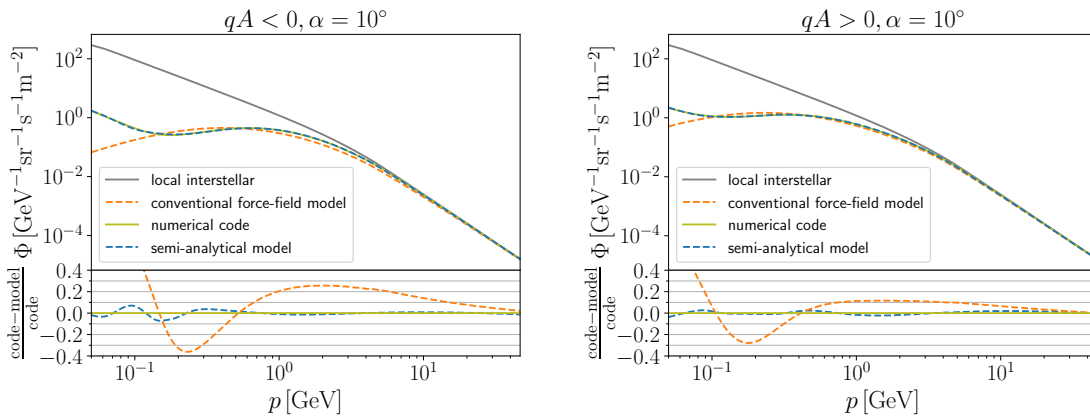 qA < 0, α = 10°
Φ [GeV⁻¹sr⁻¹s⁻¹m⁻²]
10²
10⁰
10⁻²
10⁻⁴
local interstellar
conventional force-field model
numerical code
semi-analytical model
code−model
code
0.4
0.2
0.0
−0.2
−0.4
10⁻¹
10⁰
10¹
p [GeV]
qA > 0, α = 10°
Φ [GeV⁻¹sr⁻¹s⁻¹m⁻²]
10²
10⁰
10⁻²
10⁻⁴
local interstellar
conventional force-field model
numerical code
semi-analytical model
code−model
code
0.4
0.2
0.0
−0.2
−0.4
10⁻¹
10⁰
10¹
p [GeV]